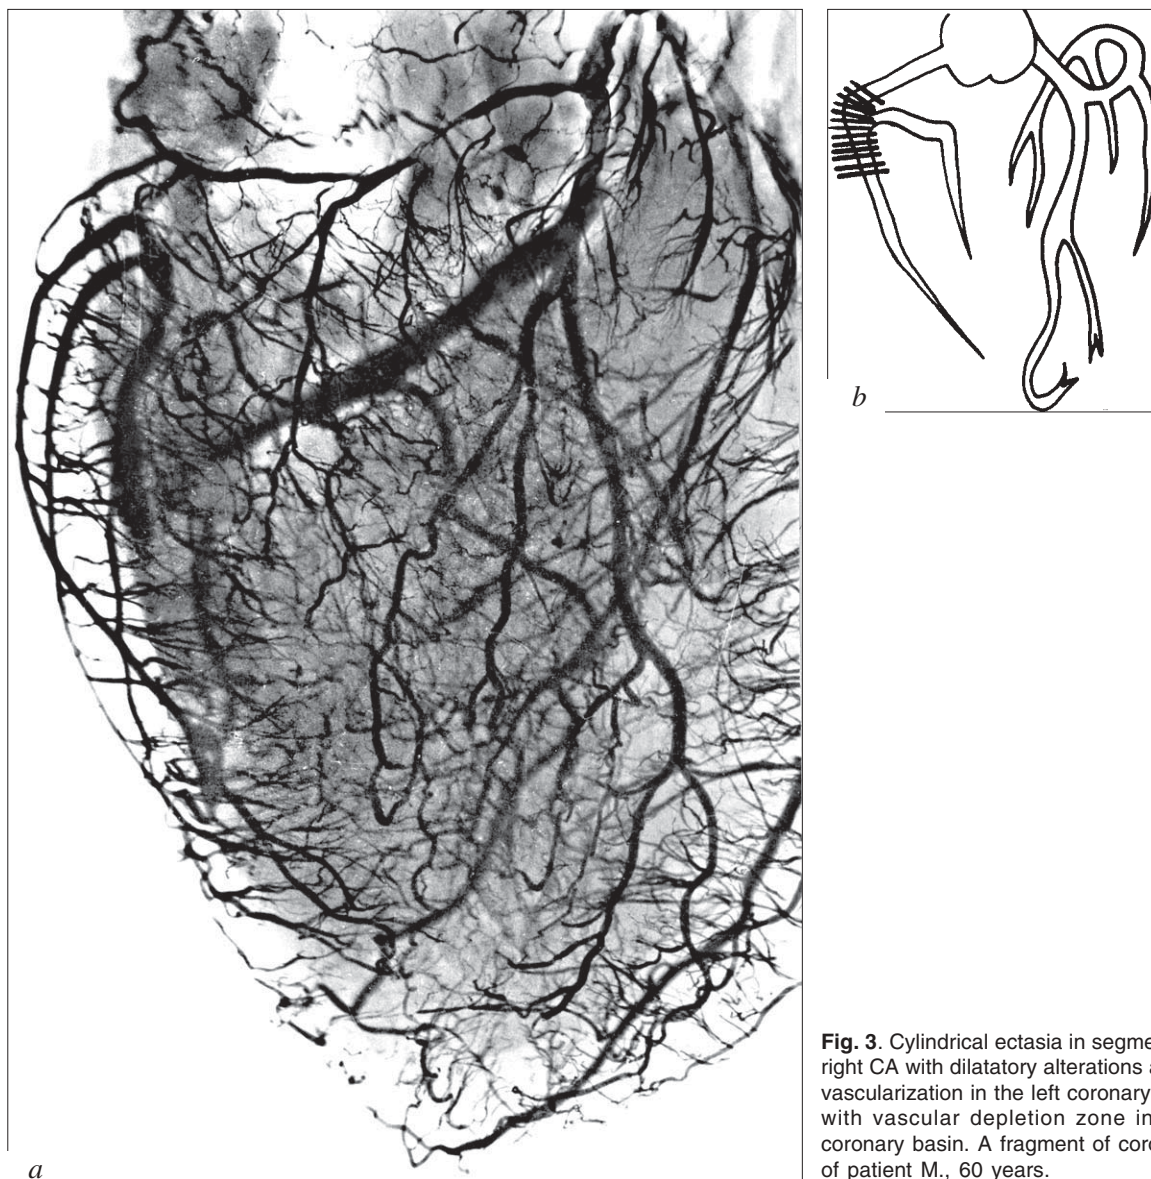 a
b
Fig. 3. Cylindrical ectasia in segme
right CA with dilatatory alterations a
vascularization in the left coronary
with vascular depletion zone in
coronary basin. A fragment of coro
of patient M., 60 years.